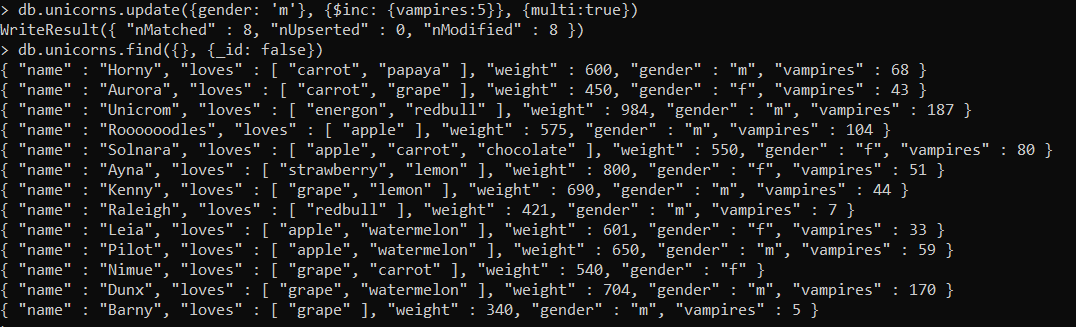 > db.unicorns.update({gender: 'm'}, {$inc: {vampires:5}}, {multi:true})
WriteResult({ "nMatched" : 8, "nUpserted" : 0, "nModified" : 8 })
> db.unicorns.find({}, {_id: false})
{ "name" : "Horny", "loves" : [ "carrot", "papaya" ], "weight" : 600, "gender" : "m", "vampires" : 68 }
{ "name" : "Aurora", "loves" : [ "carrot", "grape" ], "weight" : 450, "gender" : "f", "vampires" : 43 }
{ "name" : "Unicrom", "loves" : [ "energon", "redbull" ], "weight" : 984, "gender" : "m", "vampires" : 187 }
{ "name" : "Roooooodles", "loves" : [ "apple" ], "weight" : 575, "gender" : "m", "vampires" : 104 }
{ "name" : "Solnara", "loves" : [ "apple", "carrot", "chocolate" ], "weight" : 550, "gender" : "f", "vampires" : 80 }
{ "name" : "Ayna", "loves" : [ "strawberry", "lemon" ], "weight" : 800, "gender" : "f", "vampires" : 51 }
{ "name" : "Kenny", "loves" : [ "grape", "lemon" ], "weight" : 690, "gender" : "m", "vampires" : 44 }
{ "name" : "Raleigh", "loves" : [ "redbull" ], "weight" : 421, "gender" : "m", "vampires" : 7 }
{ "name" : "Leia", "loves" : [ "apple", "watermelon" ], "weight" : 601, "gender" : "f", "vampires" : 33 }
{ "name" : "Pilot", "loves" : [ "apple", "watermelon" ], "weight" : 650, "gender" : "m", "vampires" : 59 }
{ "name" : "Nimue", "loves" : [ "grape", "carrot" ], "weight" : 540, "gender" : "f" }
{ "name" : "Dunx", "loves" : [ "grape", "watermelon" ], "weight" : 704, "gender" : "m", "vampires" : 170 }
{ "name" : "Barny", "loves" : [ "grape" ], "weight" : 340, "gender" : "m", "vampires" : 5 }